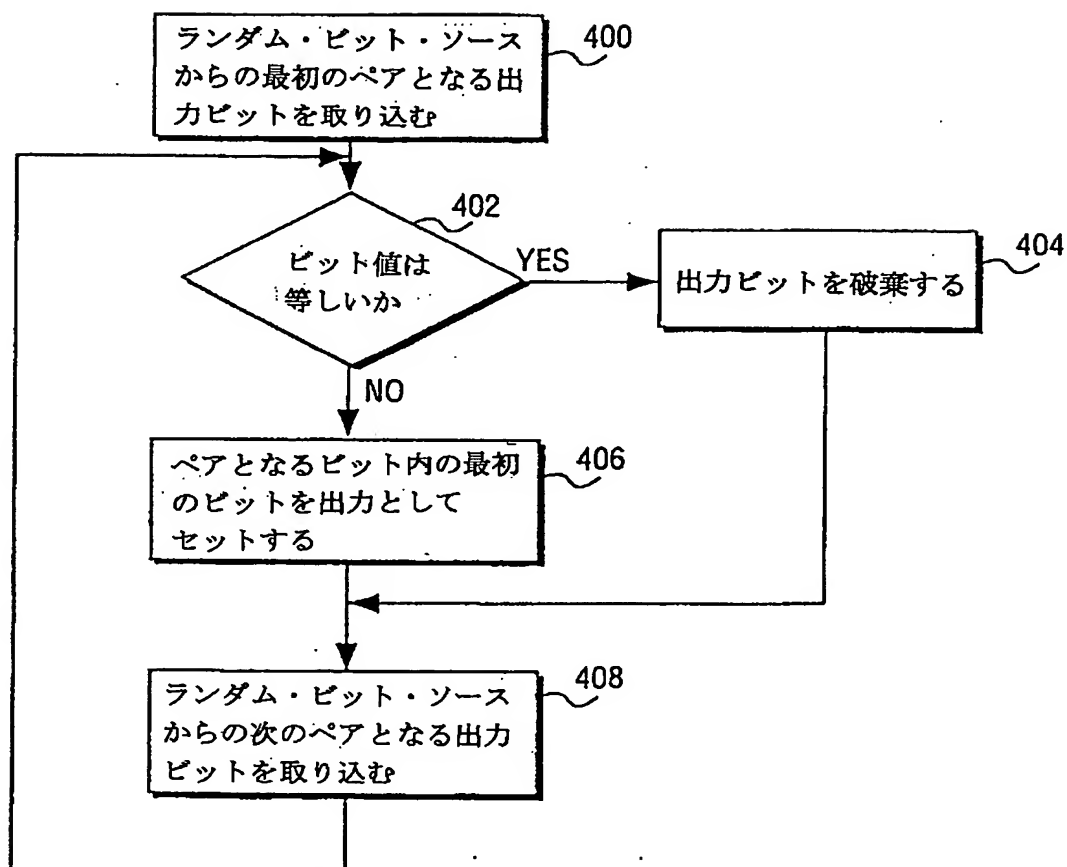 ランダム・ビット・ソース
からの最初のペアとなる出
力ビットを取り込む
400
402
ビット値は
等しいか
YES
出力ビットを破棄する
404
NO
ペアとなるビット内の最初
のビットを出力として
セットする
406
ランダム・ビット・ソース
からの次のペアとなる出力
ビットを取り込む
408